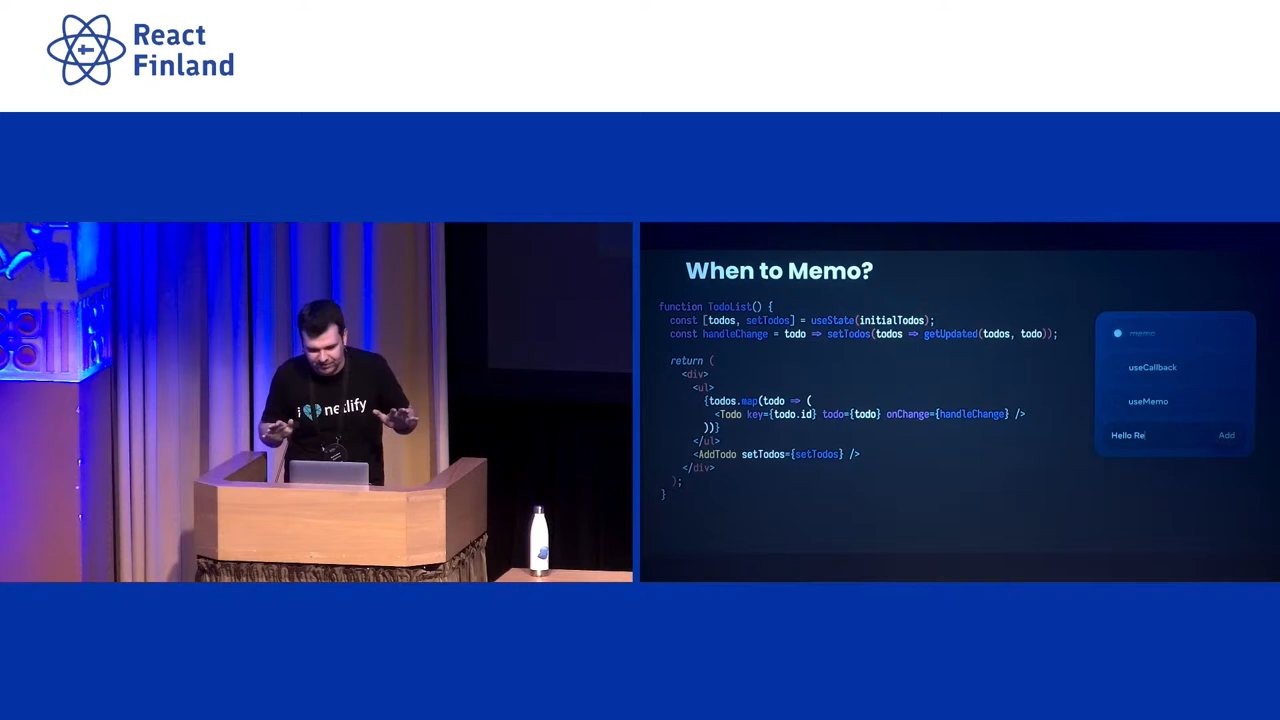 React
Finland
i netlify
When to Memo?
function TodoList() {
const [todos, setTodos] = useState(initialTodos);
const handleChange = todo => setTodos(todos => getUpdated(todos, todo));
return (
<div>
<ul>
{todos.map(todo => (
<Todo key={todo.id} todo={todo} onChange={handleChange} />
))}
</ul>
<AddTodo setTodos={setTodos} />
</div>
);
}
memo
useCallback
useMemo
Hello Re
Add